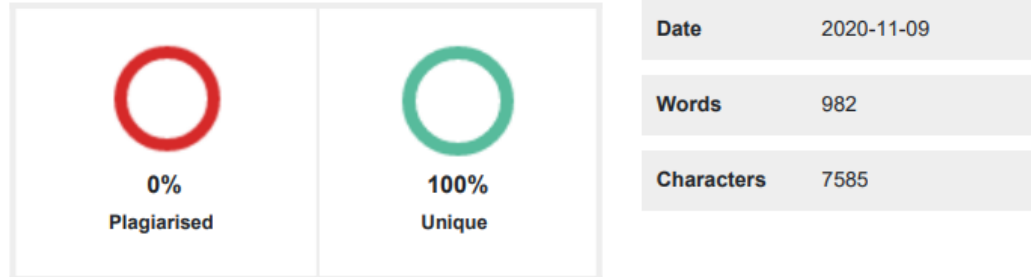 0%
Plagiarised
100%
Unique
Date 2020-11-09
Words 982
Characters 7585